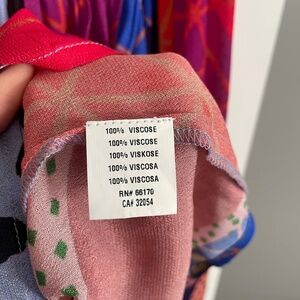 100% VISCOSE
100% VISCOSE
100% VISKOSE
100% VISCOSA
100% VISCOSA
RN# 66170
CA# 32054